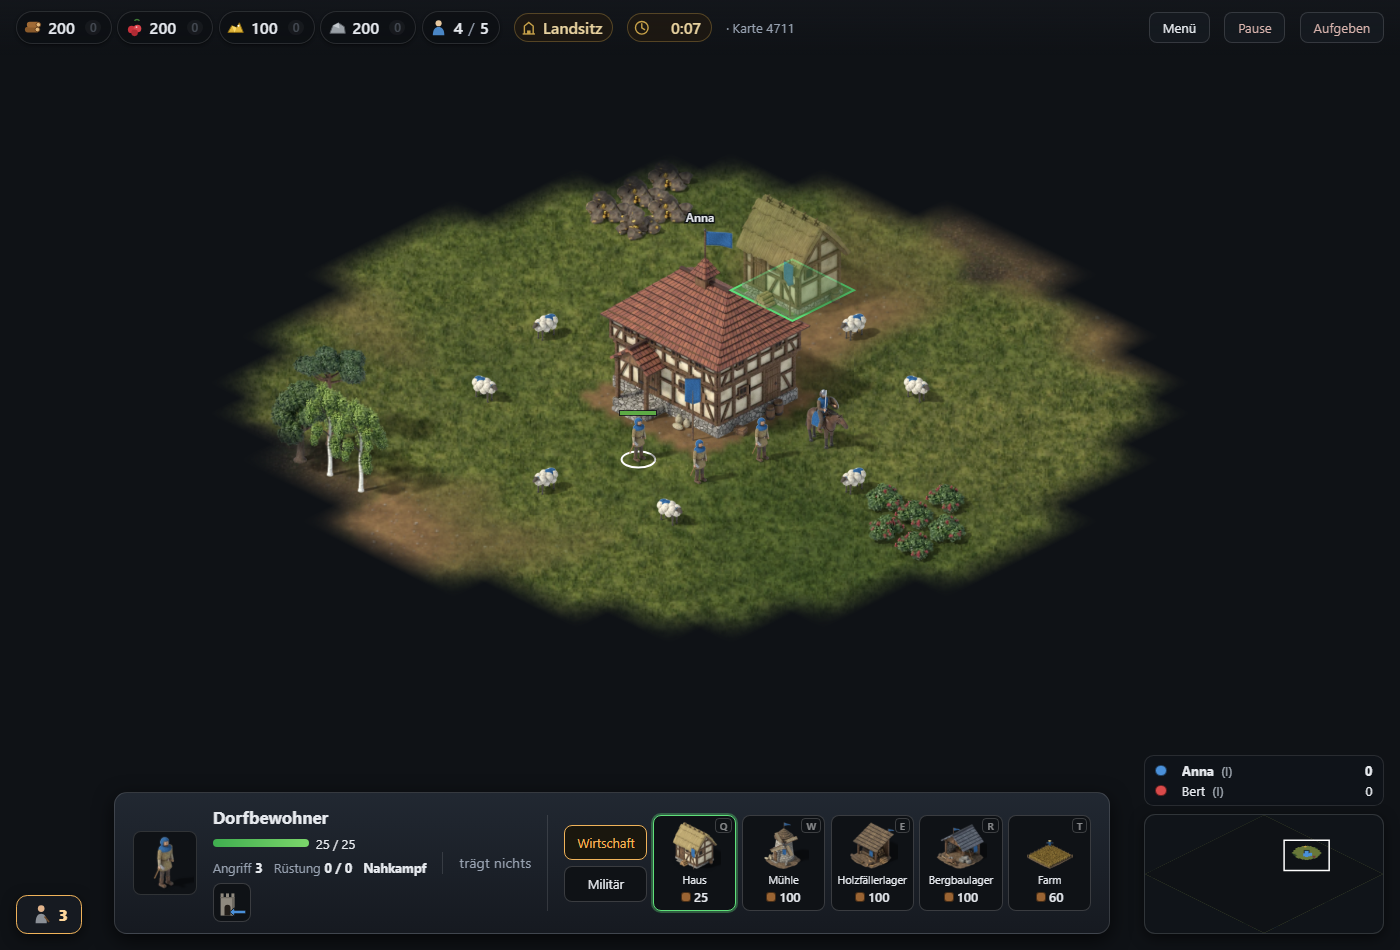 200 0 200 0 100 0 200 0 4 / 5 Landsitz 0:07 · Karte 4711 Menü Pause Aufgeben
Anna
Anna (I) 0
Bert (I) 0
Dorfbewohner
25 / 25
Angriff 3 Rüstung 0 / 0 Nahkampf
trägt nichts
Wirtschaft
Militär
Q
Haus
25
W
Mühle
100
E
Holzfällerlager
100
R
Bergbaulager
100
T
Farm
60
3